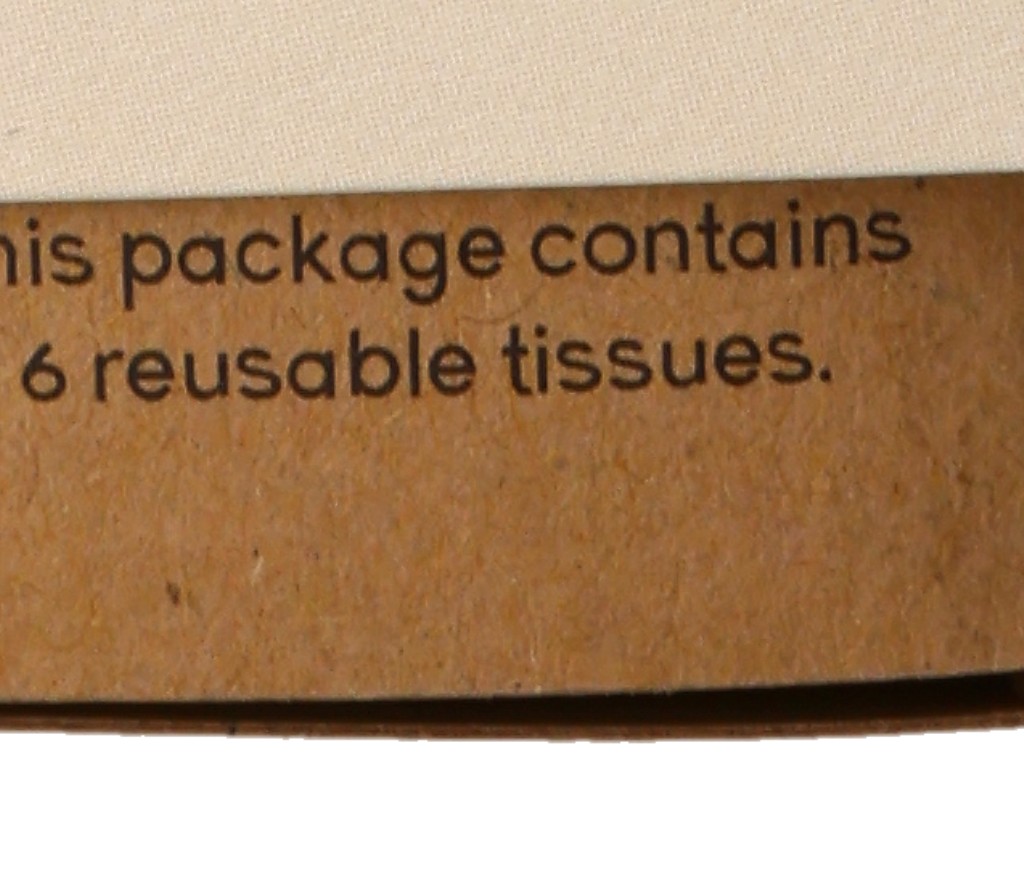 his package contains
6 reusable tissues.